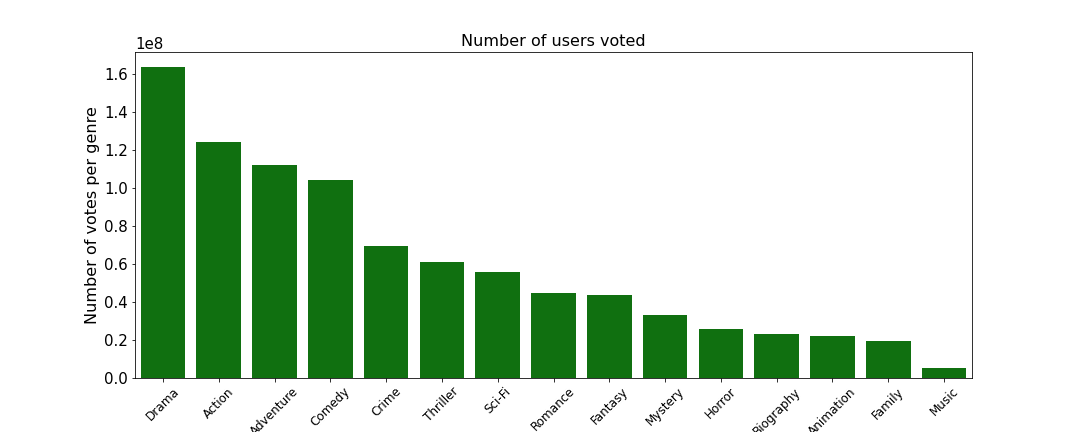 Number of users voted
1e8
Number of votes per genre
1.6
1.4
1.2
1.0
0.8
0.6
0.4
0.2
0.0
Drama
Action
Adventure
Comedy
Crime
Thriller
Sci-Fi
Romance
Fantasy
Mystery
Horror
Biography
Animation
Family
Music